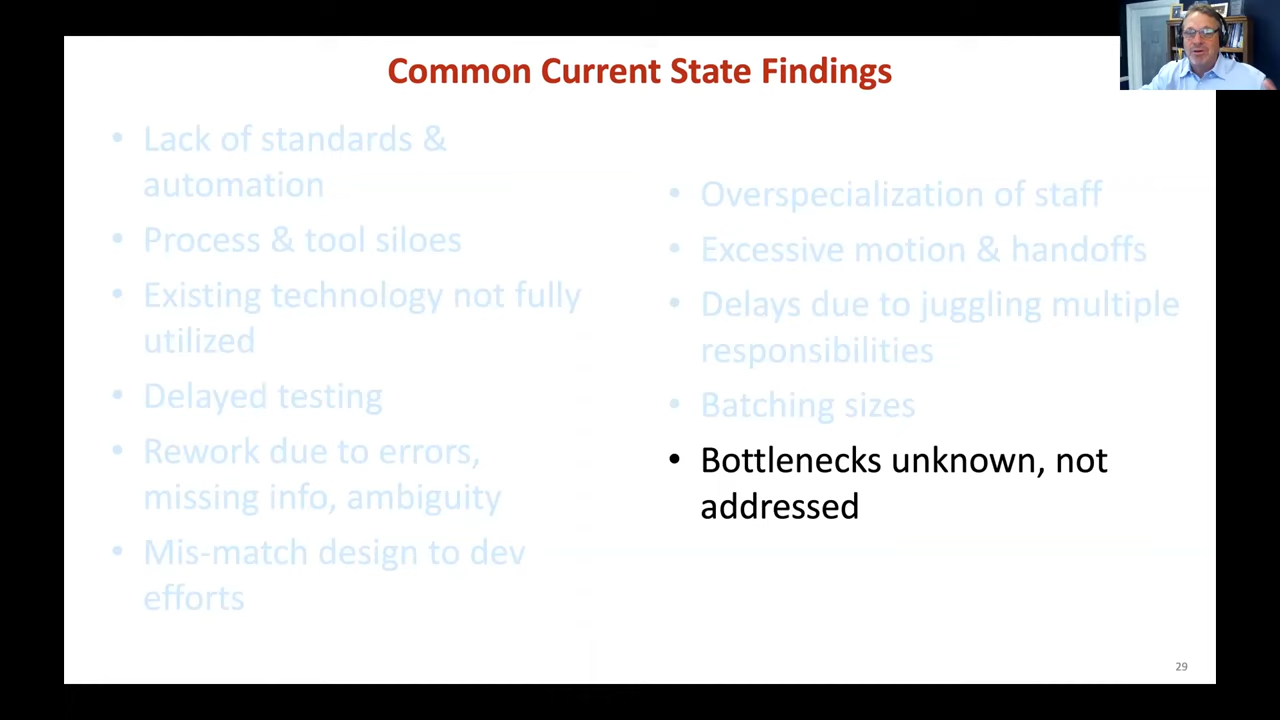 Common Current State Findings
• Lack of standards &
automation
• Process & tool siloes
• Existing technology not fully
utilized
• Delayed testing
• Rework due to errors,
missing info, ambiguity
• Mis-match design to dev
efforts
• Overspecialization of staff
• Excessive motion & handoffs
• Delays due to juggling multiple
responsibilities
• Batching sizes
• Bottlenecks unknown, not
addressed
29